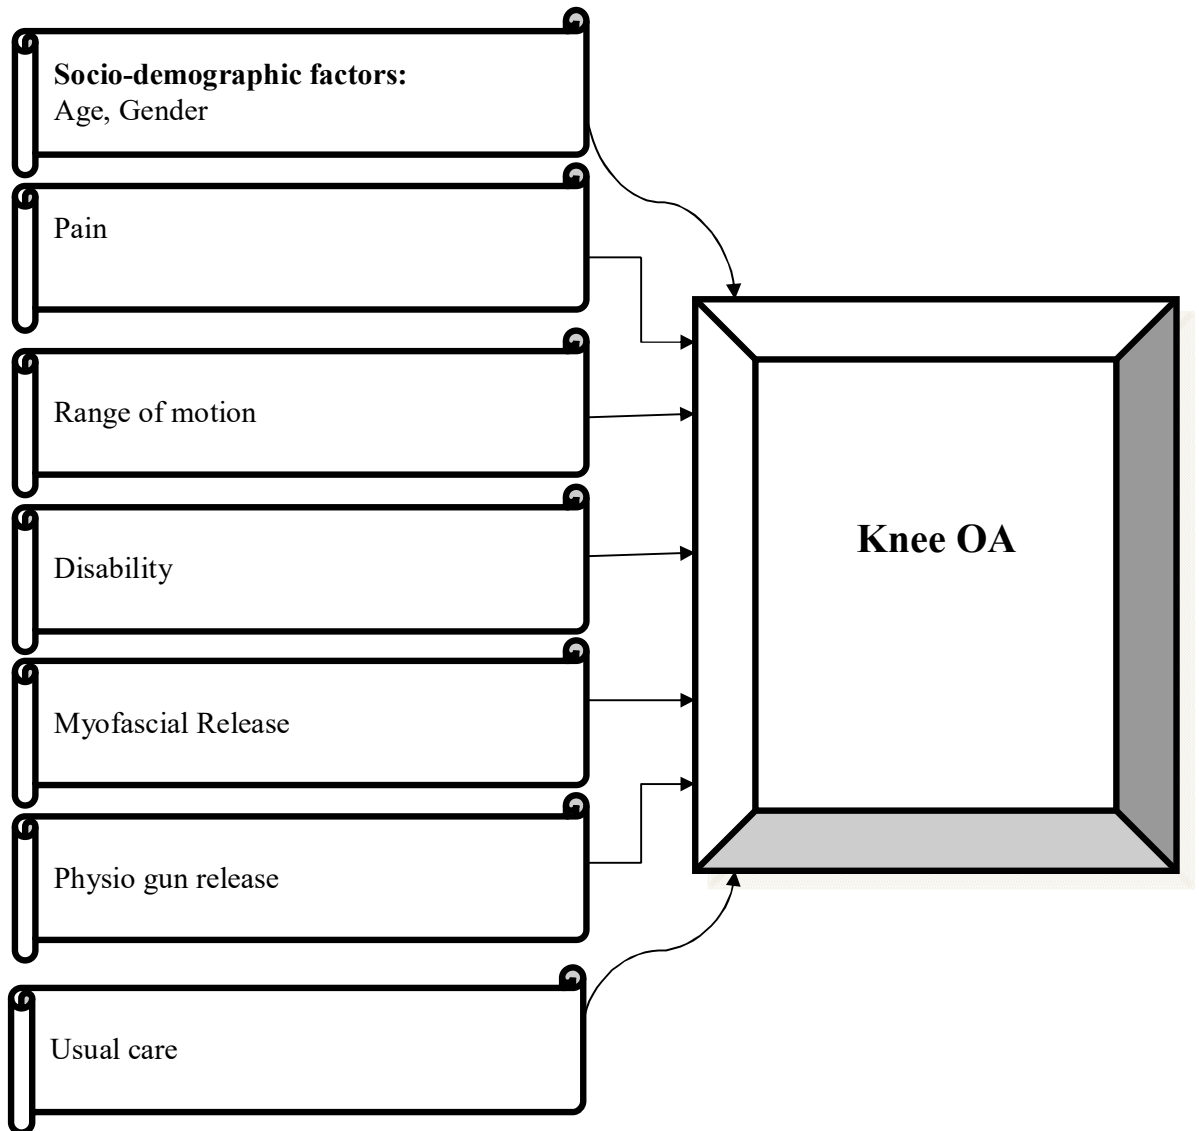 Socio-demographic factors:
Age, Gender
Pain
Range of motion
Disability
Knee OA
Myofascial Release
Physio gun release
Usual care